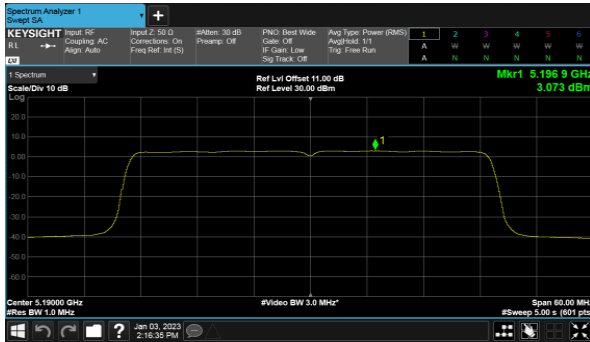 Spectrum Analyzer 1
Swept SA
+
KEYSIGHT Input: RF
RL Coupling: AC
Align: Auto
Input Z: 50 Ω
Corrections: On
Freq Ref: Int (S)
#Atten: 30 dB
Preamp: Off
PNO: Best Wide
Gate: Off
IF Gain: Low
Sig Track: Off
Avg Type: Power (RMS)
Avg|Hold: 1/1
Trig: Free Run
1 2 3 4 5 6
A W W W W W
A N N N N N
1 Spectrum
Scale/Div 10 dB
Ref Lvl Offset 11.00 dB
Ref Level 30.00 dBm
Mkr1 5.196 9 GHz
3.073 dBm
Log
20.0
10.0
0.00
-10.0
-20.0
-30.0
-40.0
-50.0
-60.0
1
Center 5.19000 GHz
#Res BW 1.0 MHz
#Video BW 3.0 MHz*
Span 60.00 MHz
#Sweep 5.00 s (601 pts)
?
Jan 03, 2023
2:16:35 PM